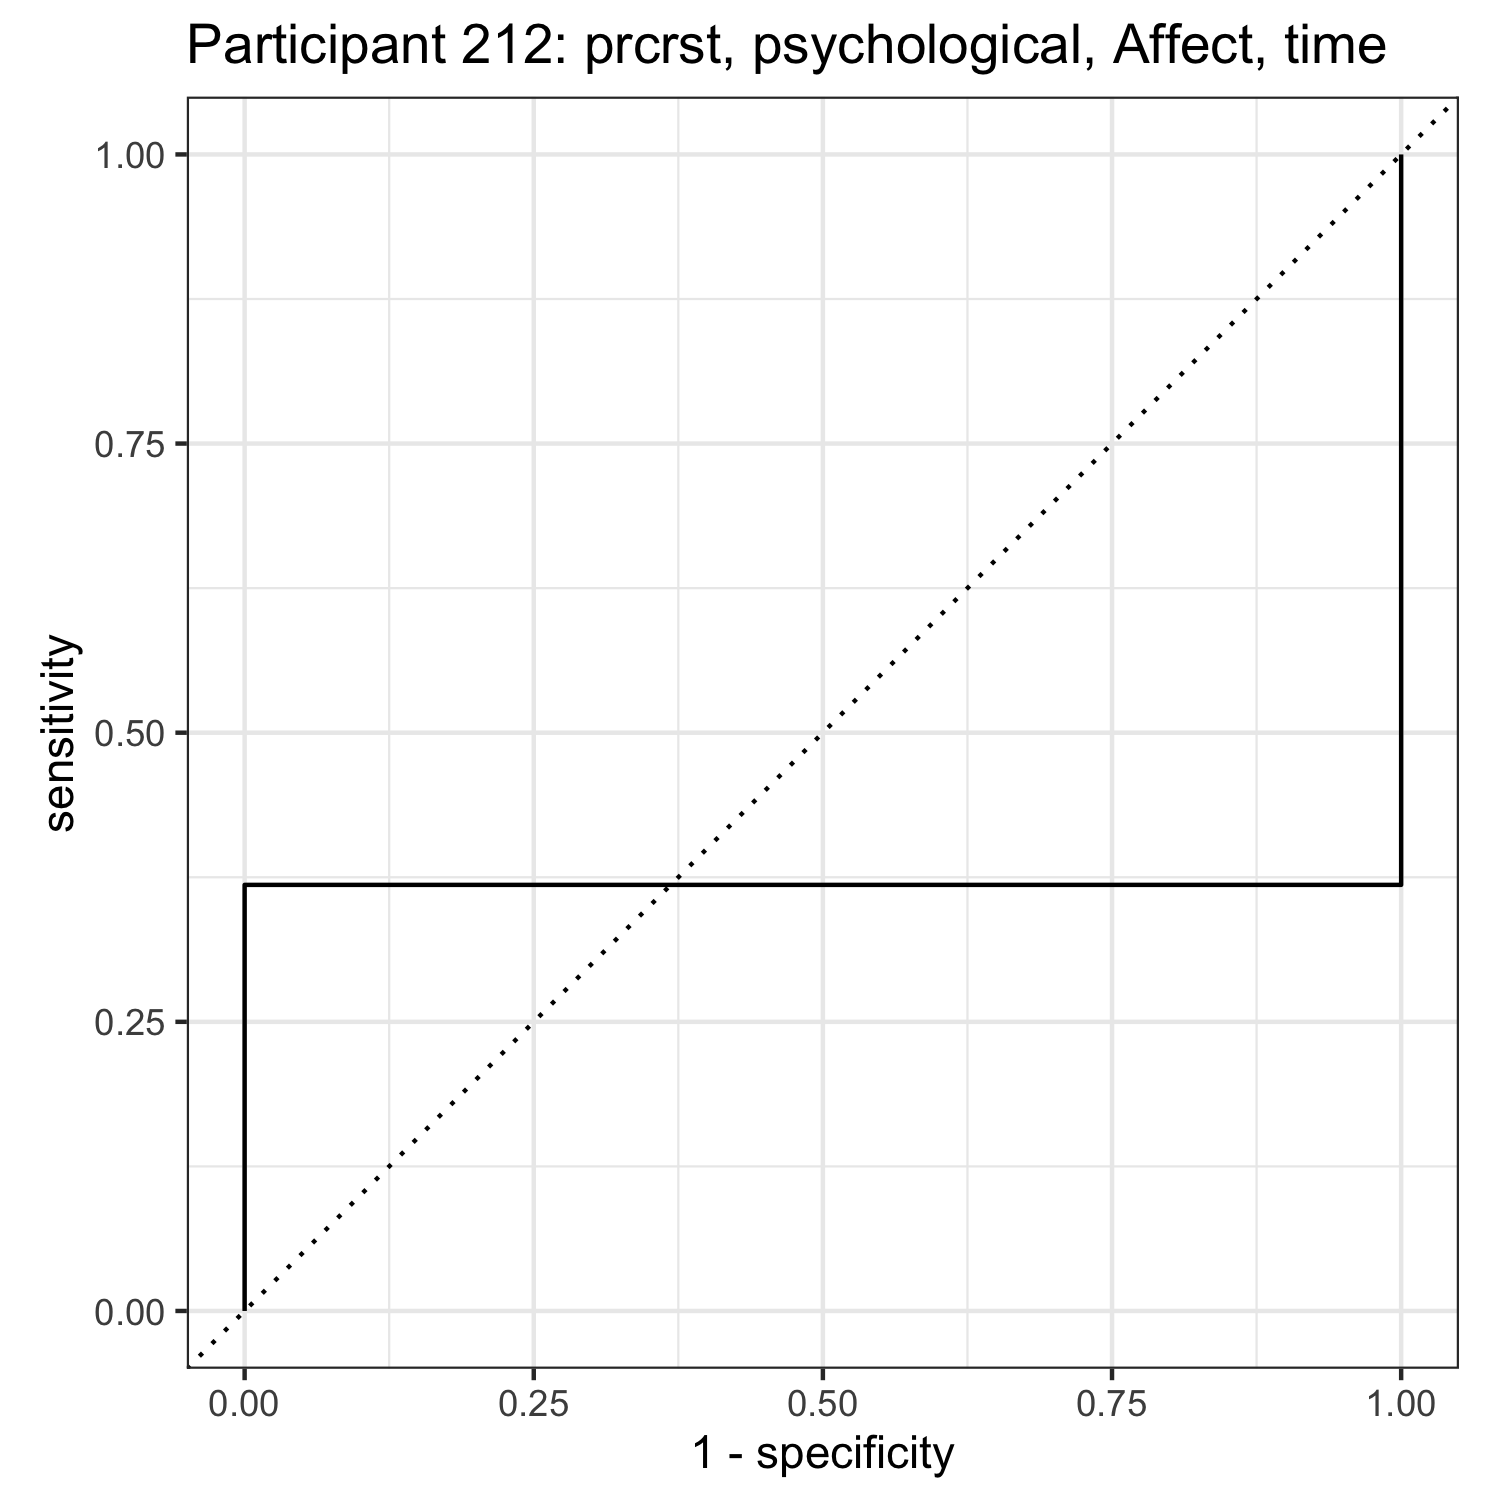 Participant 212: prcrst, psychological, Affect, time
1.00
0.75
0.50
0.25
0.00
sensitivity
0.00 0.25 0.50 0.75 1.00
1 - specificity